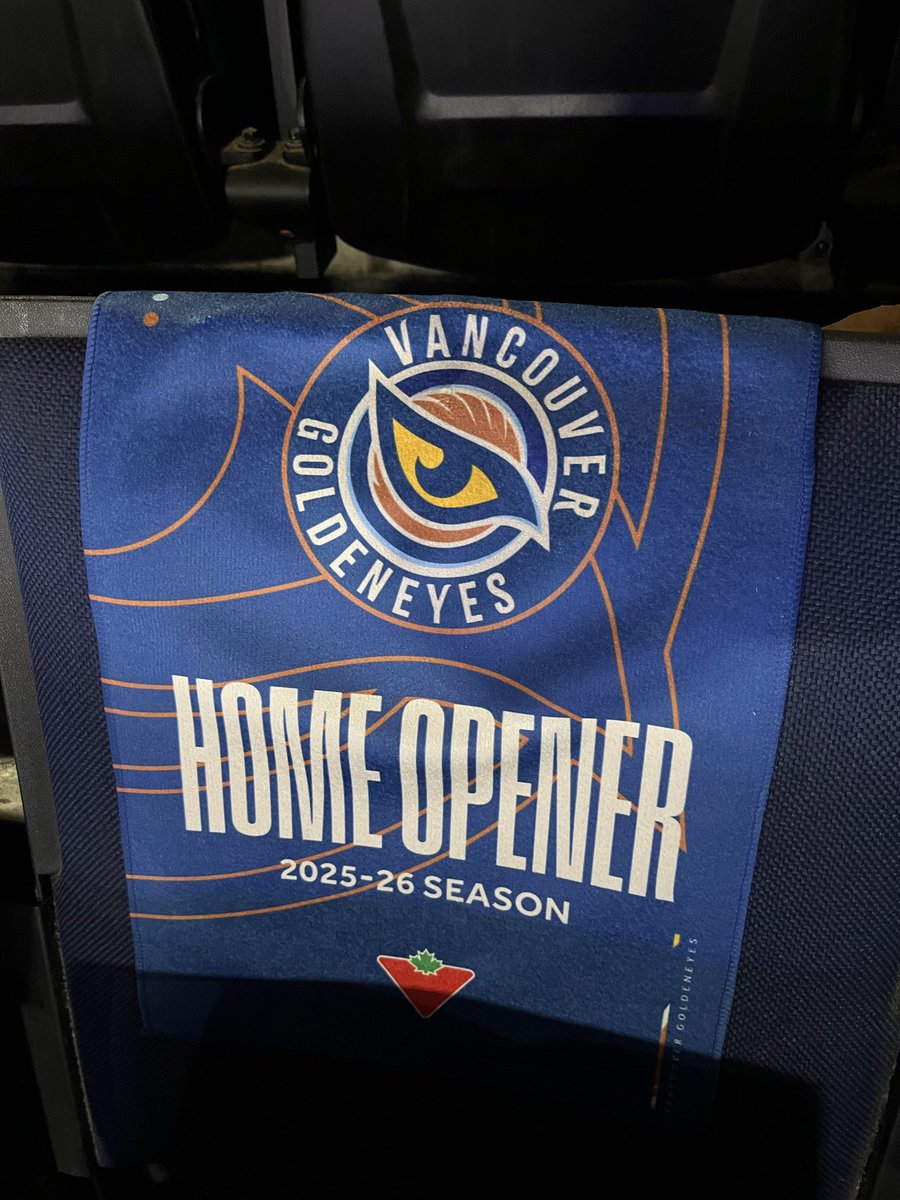 VANCOUVER
GOLDENEYES
HOME OPENER
2025-26 SEASON
VANCOUVER GOLDENEYES